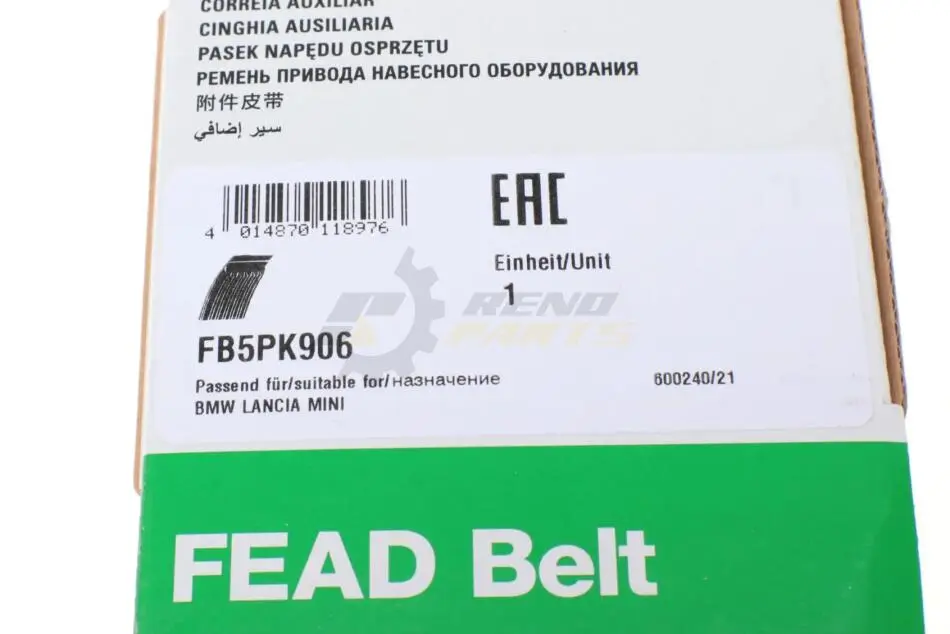 CORREIA AUXILIAR
CINGHIA AUSILIARIA
PASEK NAPĘDU OSPRZĘTU
РЕМЕНЬ ПРИВОДА НАВЕСНОГО ОБОРУДОВАНИЯ
附件皮带
سير إضافي
4 014870 118976
EAC
Einheit/Unit
1
RENO
PARTS
FB5PK906
Passend für/suitable for/назначение
600240/21
BMW LANCIA MINI
FEAD Belt